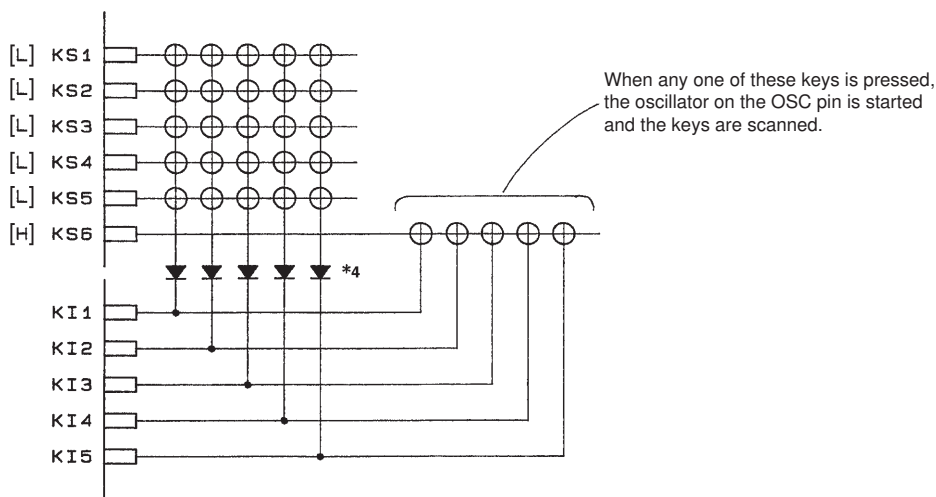 [L] KS1
[L] KS2
[L] KS3
[L] KS4
[L] KS5
[H] KS6
When any one of these keys is pressed,
the oscillator on the OSC pin is started
and the keys are scanned.
*4
KI1
KI2
KI3
KI4
KI5